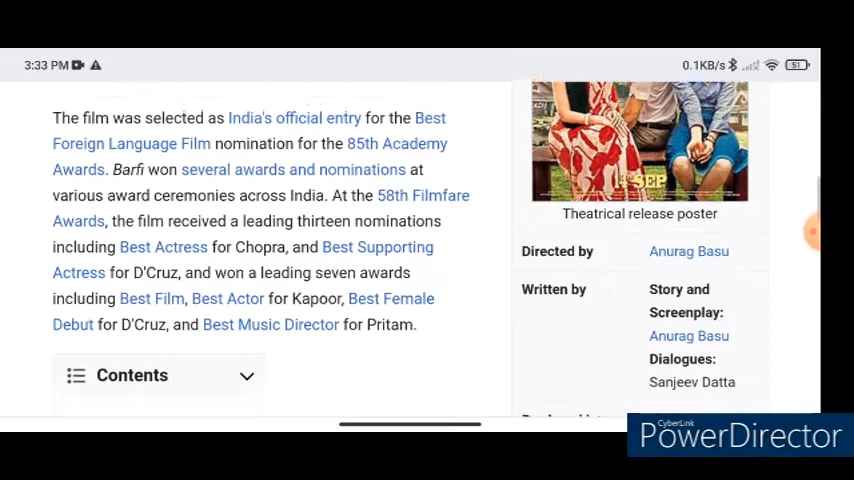 3:33 PM
0.1KB/s
51
The film was selected as India's official entry for the Best
Foreign Language Film nomination for the 85th Academy
Awards. Barfi won several awards and nominations at
various award ceremonies across India. At the 58th Filmfare
Awards, the film received a leading thirteen nominations
including Best Actress for Chopra, and Best Supporting
Actress for D'Cruz, and won a leading seven awards
including Best Film, Best Actor for Kapoor, Best Female
Debut for D'Cruz, and Best Music Director for Pritam.
Contents
14 SEP
Theatrical release poster
Directed by
Anurag Basu
Written by
Story and
Screenplay:
Anurag Basu
Dialogues:
Sanjeev Datta
CyberLink
PowerDirector